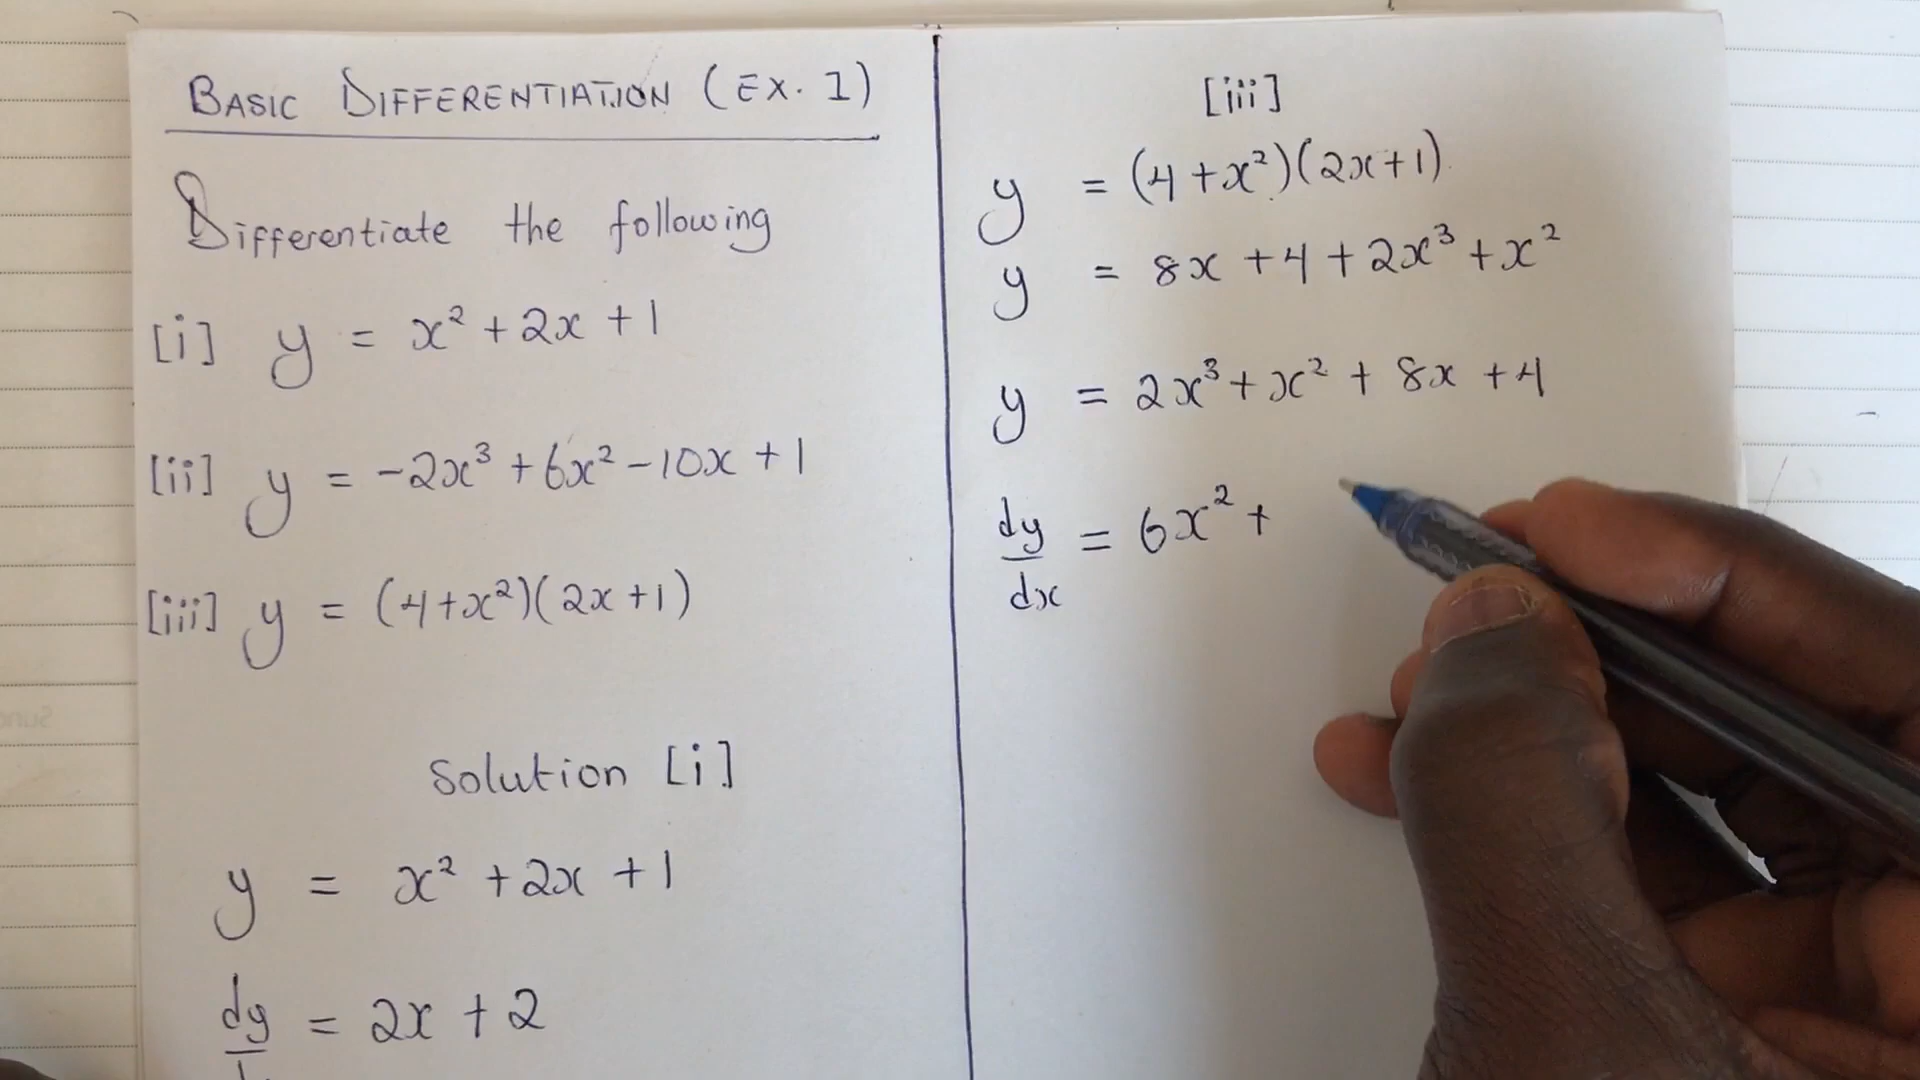 BASIC DIFFERENTIATION (EX. 1)
Differentiate the following
[i] y = x² + 2x + 1
[ii] y = -2x³ + 6x² - 10x + 1
[iii] y = (4+x²)(2x+1)
Solution [i]
y = x² + 2x + 1
dy = 2x + 2
[iii]
y = (4+x²)(2x+1)
y = 8x + 4 + 2x³ + x²
y = 2x³ + x² + 8x + 4
dy/dx = 6x² +